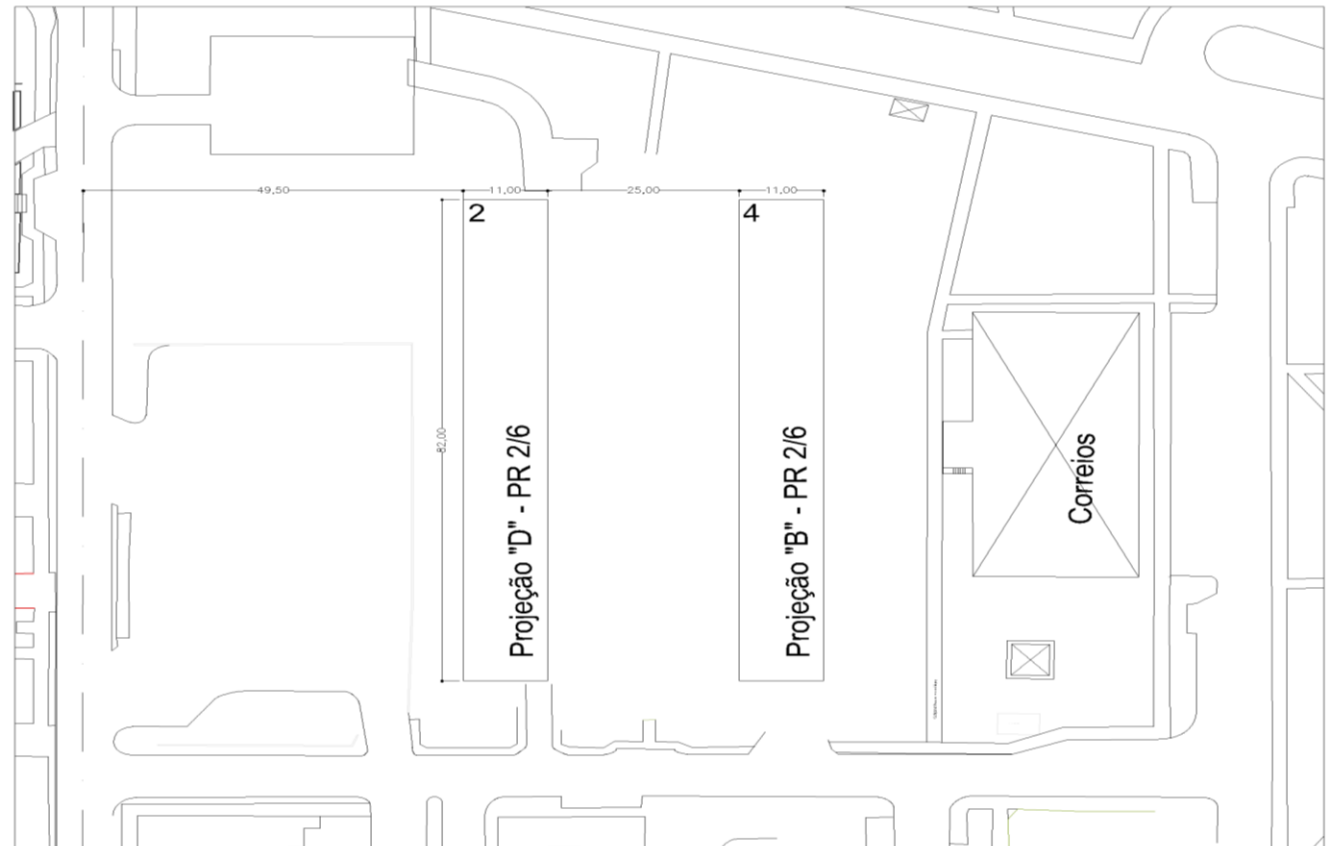 49,50
11,00
25,00
11,00
2
4
82,00
Projeção "D" - PR 2/6
Projeção "B" - PR 2/6
Correios